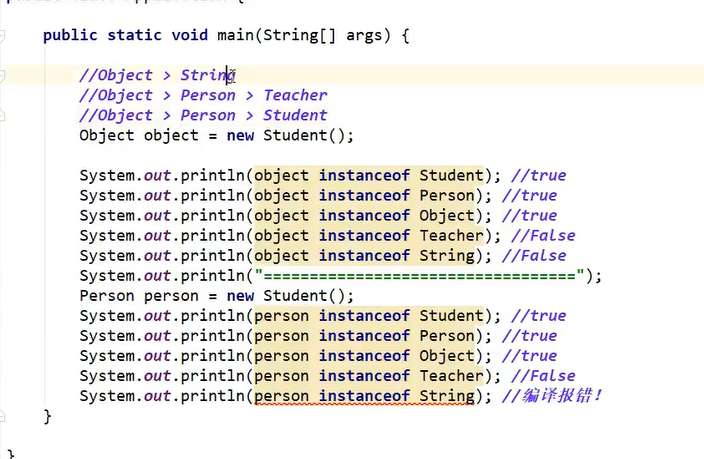 public static void main(String[] args) {
//Object > String
//Object > Person > Teacher
//Object > Person > Student
Object object = new Student();
System.out.println(object instanceof Student); //true
System.out.println(object instanceof Person); //true
System.out.println(object instanceof Object); //true
System.out.println(object instanceof Teacher); //False
System.out.println(object instanceof String); //False
System.out.println("==================================");
Person person = new Student();
System.out.println(person instanceof Student); //true
System.out.println(person instanceof Person); //true
System.out.println(person instanceof Object); //true
System.out.println(person instanceof Teacher); //False
System.out.println(person instanceof String); //编译报错!
}
}